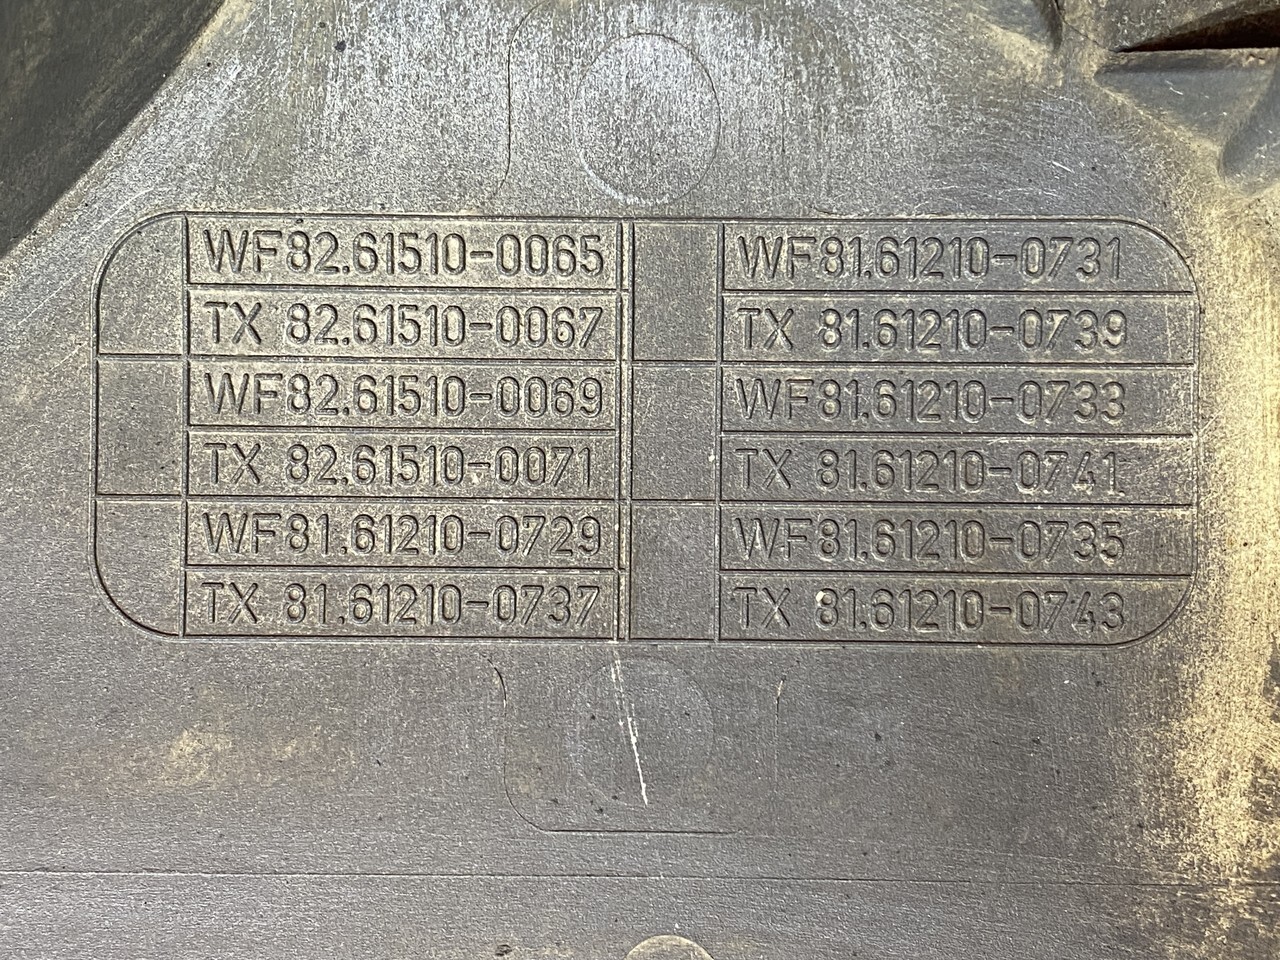 WF82.61510-0065
TX 82.61510-0067
WF82.61510-0069
TX 82.61510-0071
WF81.61210-0729
TX 81.61210-0737
WF81.61210-0731
TX 81.61210-0739
WF81.61210-0733
TX 81.61210-0741
WF81.61210-0735
TX 81.61210-0743